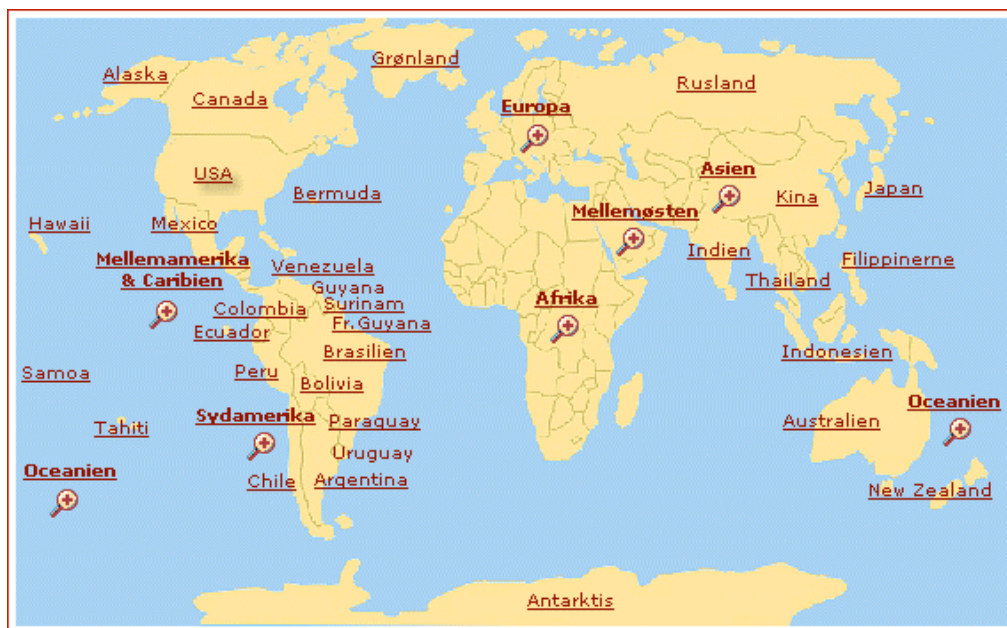 Grønland
Alaska
Rusland
Canada
Europa
Asien
USA
Bermuda
Kina
Japan
Hawaii
Mexico
Mellemøsten
Indien
Mellemamerika
& Caribien
Venezuela
Filippinerne
Thailand
Guyana
Surinam
Colombia
Afrika
Fr.Guyana
Ecuador
Brasilien
Indonesien
Samoa
Peru
Bolivia
Oceanien
Sydamerika
Paraguay
Australien
Tahiti
Uruguay
Oceanien
Chile
Argentina
New Zealand
Antarktis